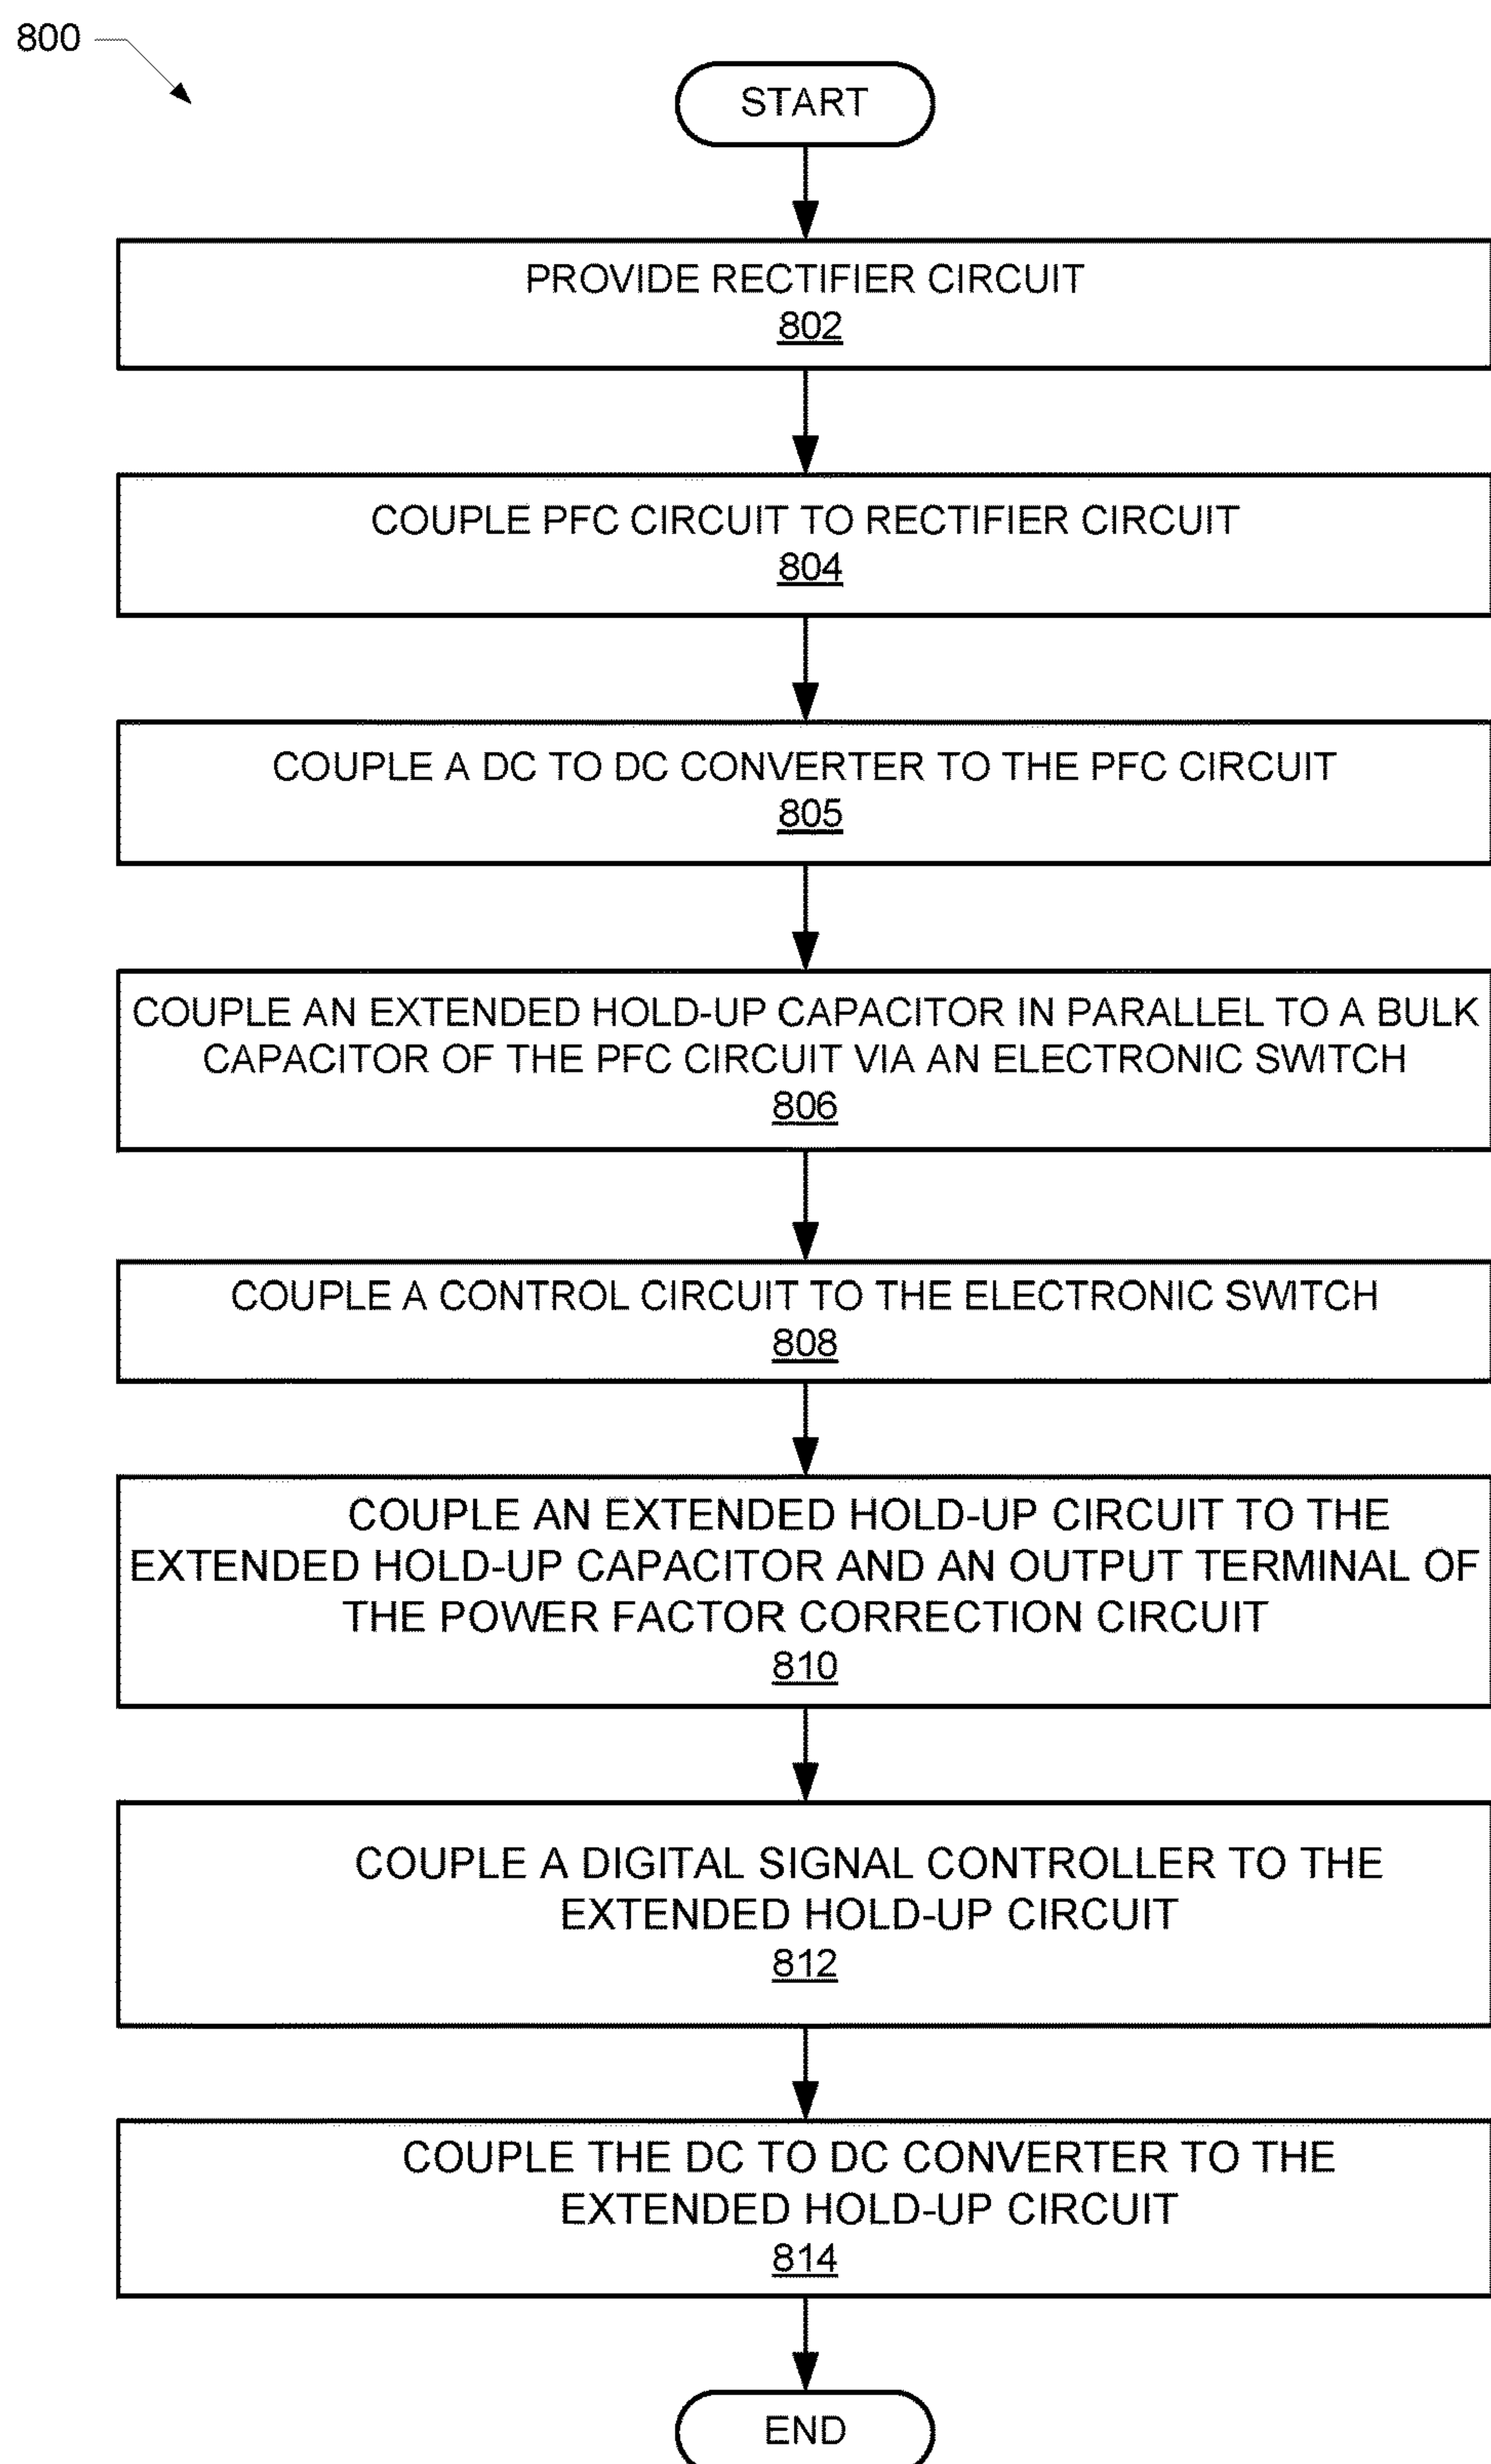 800
START
PROVIDE RECTIFIER CIRCUIT
802
COUPLE PFC CIRCUIT TO RECTIFIER CIRCUIT
804
COUPLE A DC TO DC CONVERTER TO THE PFC CIRCUIT
805
COUPLE AN EXTENDED HOLD-UP CAPACITOR IN PARALLEL TO A BULK
CAPACITOR OF THE PFC CIRCUIT VIA AN ELECTRONIC SWITCH
806
COUPLE A CONTROL CIRCUIT TO THE ELECTRONIC SWITCH
808
COUPLE AN EXTENDED HOLD-UP CIRCUIT TO THE
EXTENDED HOLD-UP CAPACITOR AND AN OUTPUT TERMINAL OF
THE POWER FACTOR CORRECTION CIRCUIT
810
COUPLE A DIGITAL SIGNAL CONTROLLER TO THE
EXTENDED HOLD-UP CIRCUIT
812
COUPLE THE DC TO DC CONVERTER TO THE
EXTENDED HOLD-UP CIRCUIT
814
END